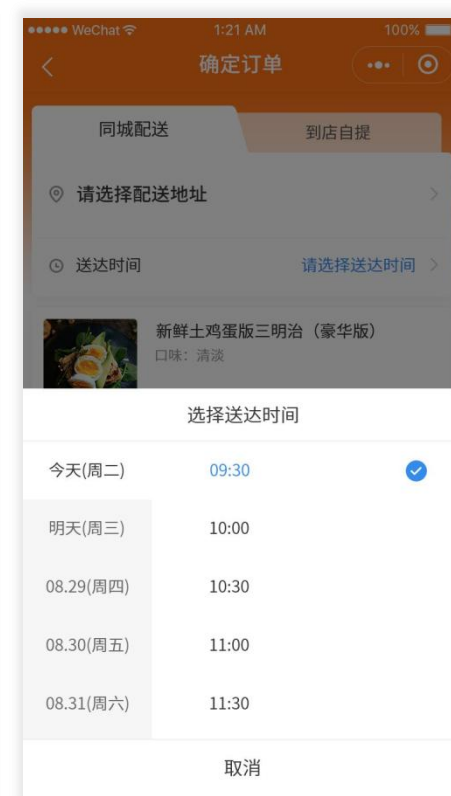 WeChat 1:21 AM 100%
确定订单
同城配送 到店自提
请选择配送地址
送达时间 请选择送达时间
新鲜土鸡蛋版三明治（豪华版）
口味：清淡
选择送达时间
今天(周二) 09:30
明天(周三) 10:00
08.29(周四) 10:30
08.30(周五) 11:00
08.31(周六) 11:30
取消